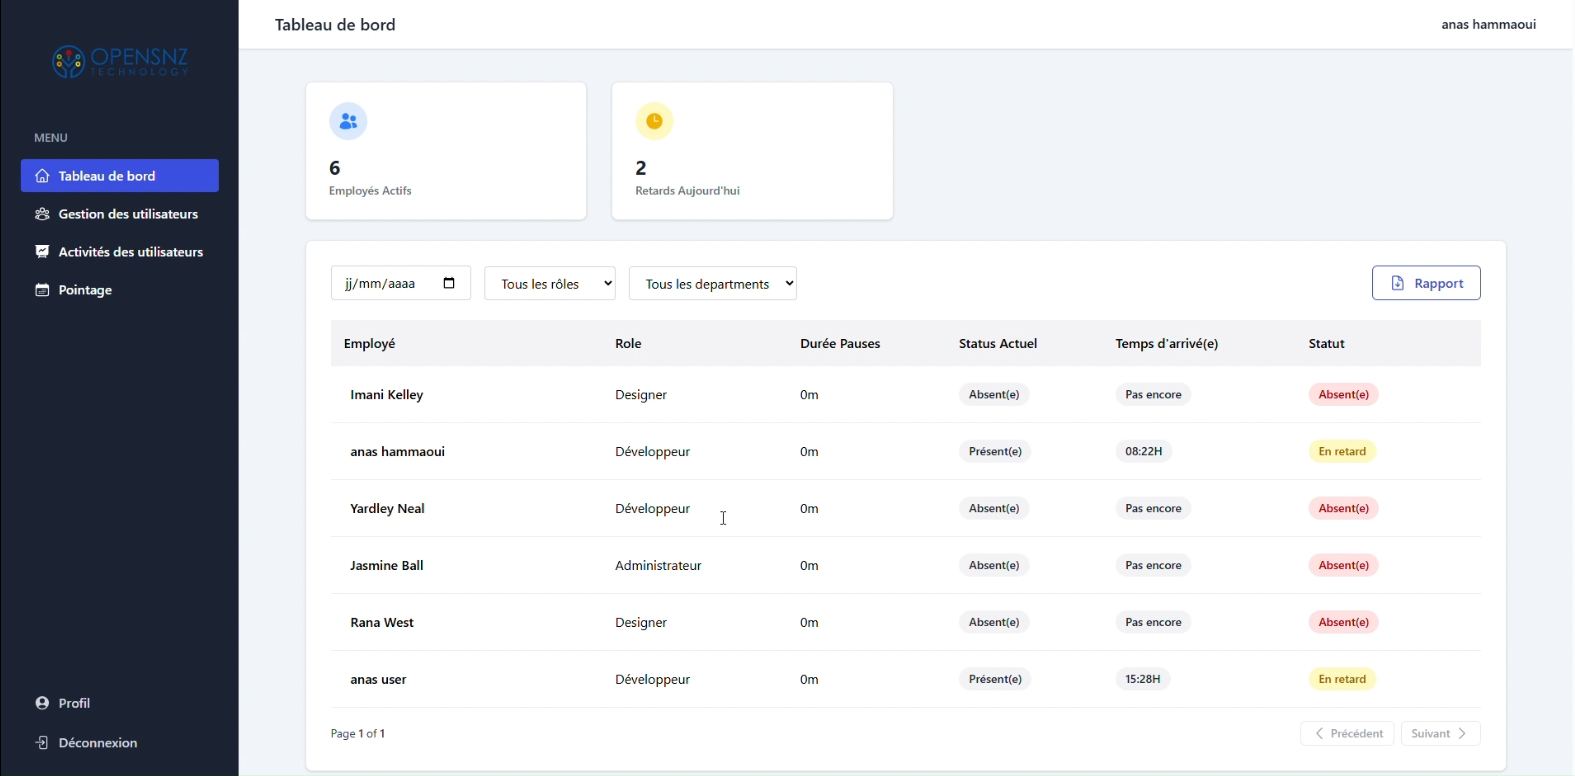 OPENSNZ
TECHNOLOGY
MENU
Tableau de bord
Gestion des utilisateurs
Activités des utilisateurs
Pointage
Profil
Déconnexion
Tableau de bord
anas hammaoui
6
Employés Actifs
2
Retards Aujourd'hui
jj/mm/aaaa
Tous les rôles
Tous les departments
Rapport
Employé Role Durée Pauses Status Actuel Temps d'arrivé(e) Statut
Imani Kelley Designer 0m Absent(e) Pas encore Absent(e)
anas hammaoui Développeur 0m Présent(e) 08:22H En retard
Yardley Neal Développeur 0m Absent(e) Pas encore Absent(e)
Jasmine Ball Administrateur 0m Absent(e) Pas encore Absent(e)
Rana West Designer 0m Absent(e) Pas encore Absent(e)
anas user Développeur 0m Présent(e) 15:28H En retard
Page 1 of 1
Précédent
Suivant